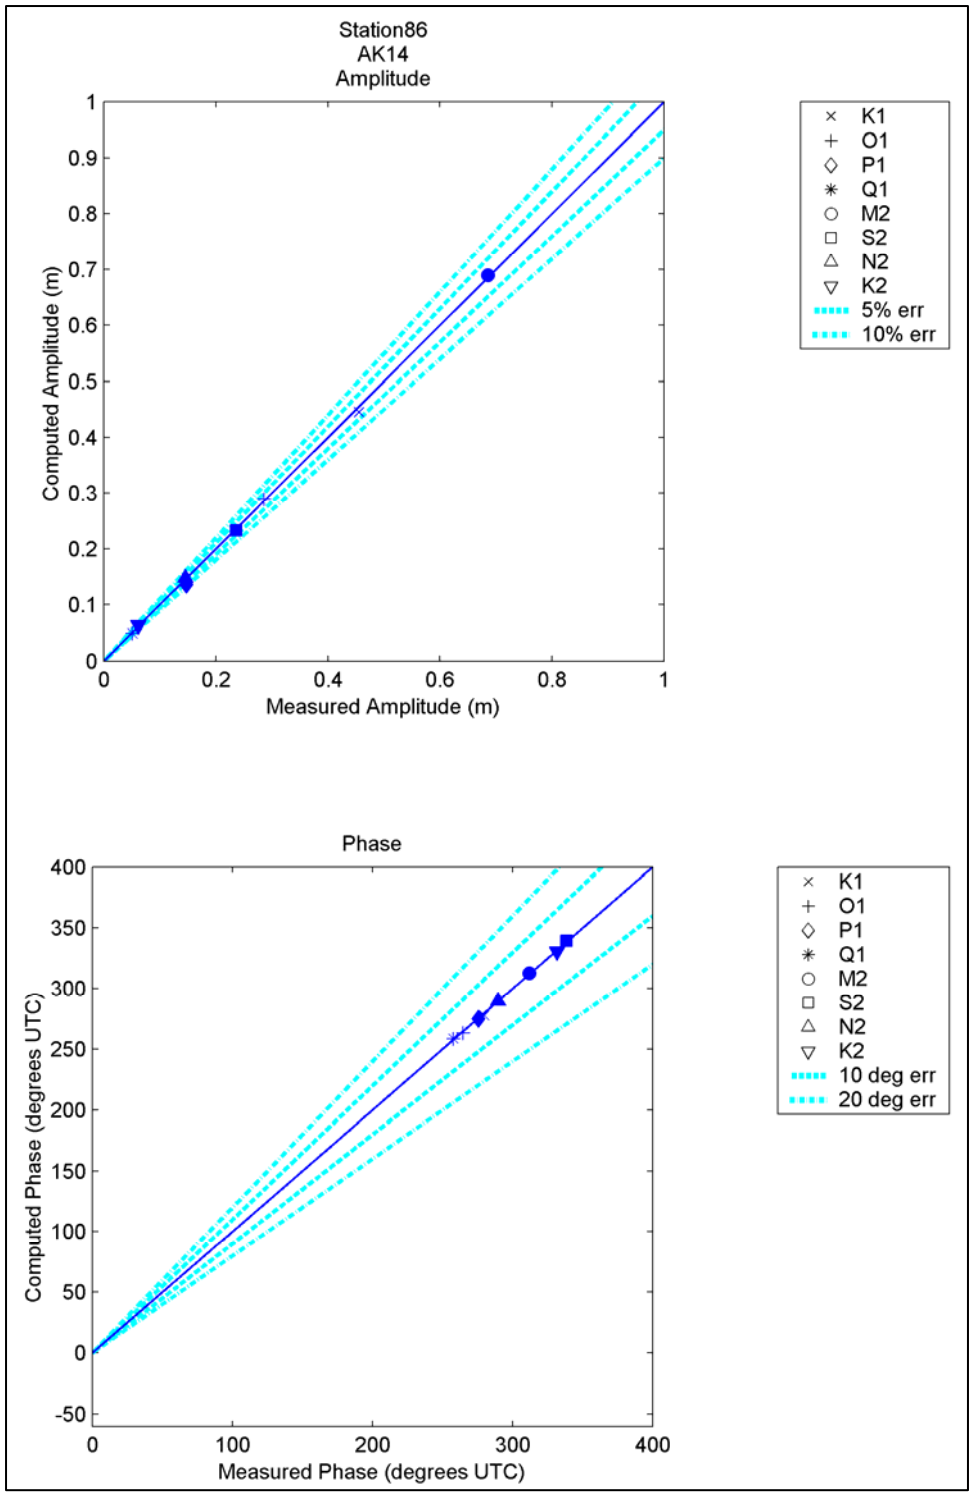 Station86
AK14
Amplitude
1
0.9
0.8
0.7
0.6
0.5
0.4
0.3
0.2
0.1
0
Computed Amplitude (m)
0 0.2 0.4 0.6 0.8 1
Measured Amplitude (m)
K1
O1
P1
Q1
M2
S2
N2
K2
5% err
10% err
Phase
400
350
300
250
200
150
100
50
0
-50
Computed Phase (degrees UTC)
0 100 200 300 400
Measured Phase (degrees UTC)
K1
O1
P1
Q1
M2
S2
N2
K2
10 deg err
20 deg err